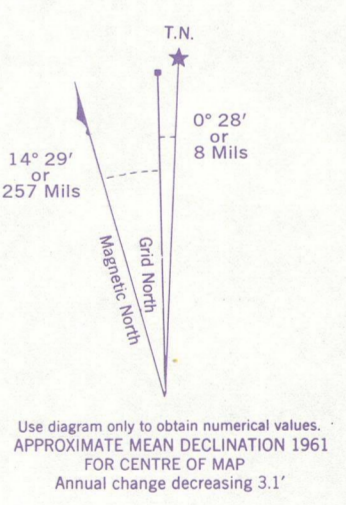 T.N.
0° 28'
or
8 Mils
14° 29'
or
257 Mils
Magnetic North
Grid North
Use diagram only to obtain numerical values.
APPROXIMATE MEAN DECLINATION 1961
FOR CENTRE OF MAP
Annual change decreasing 3.1'